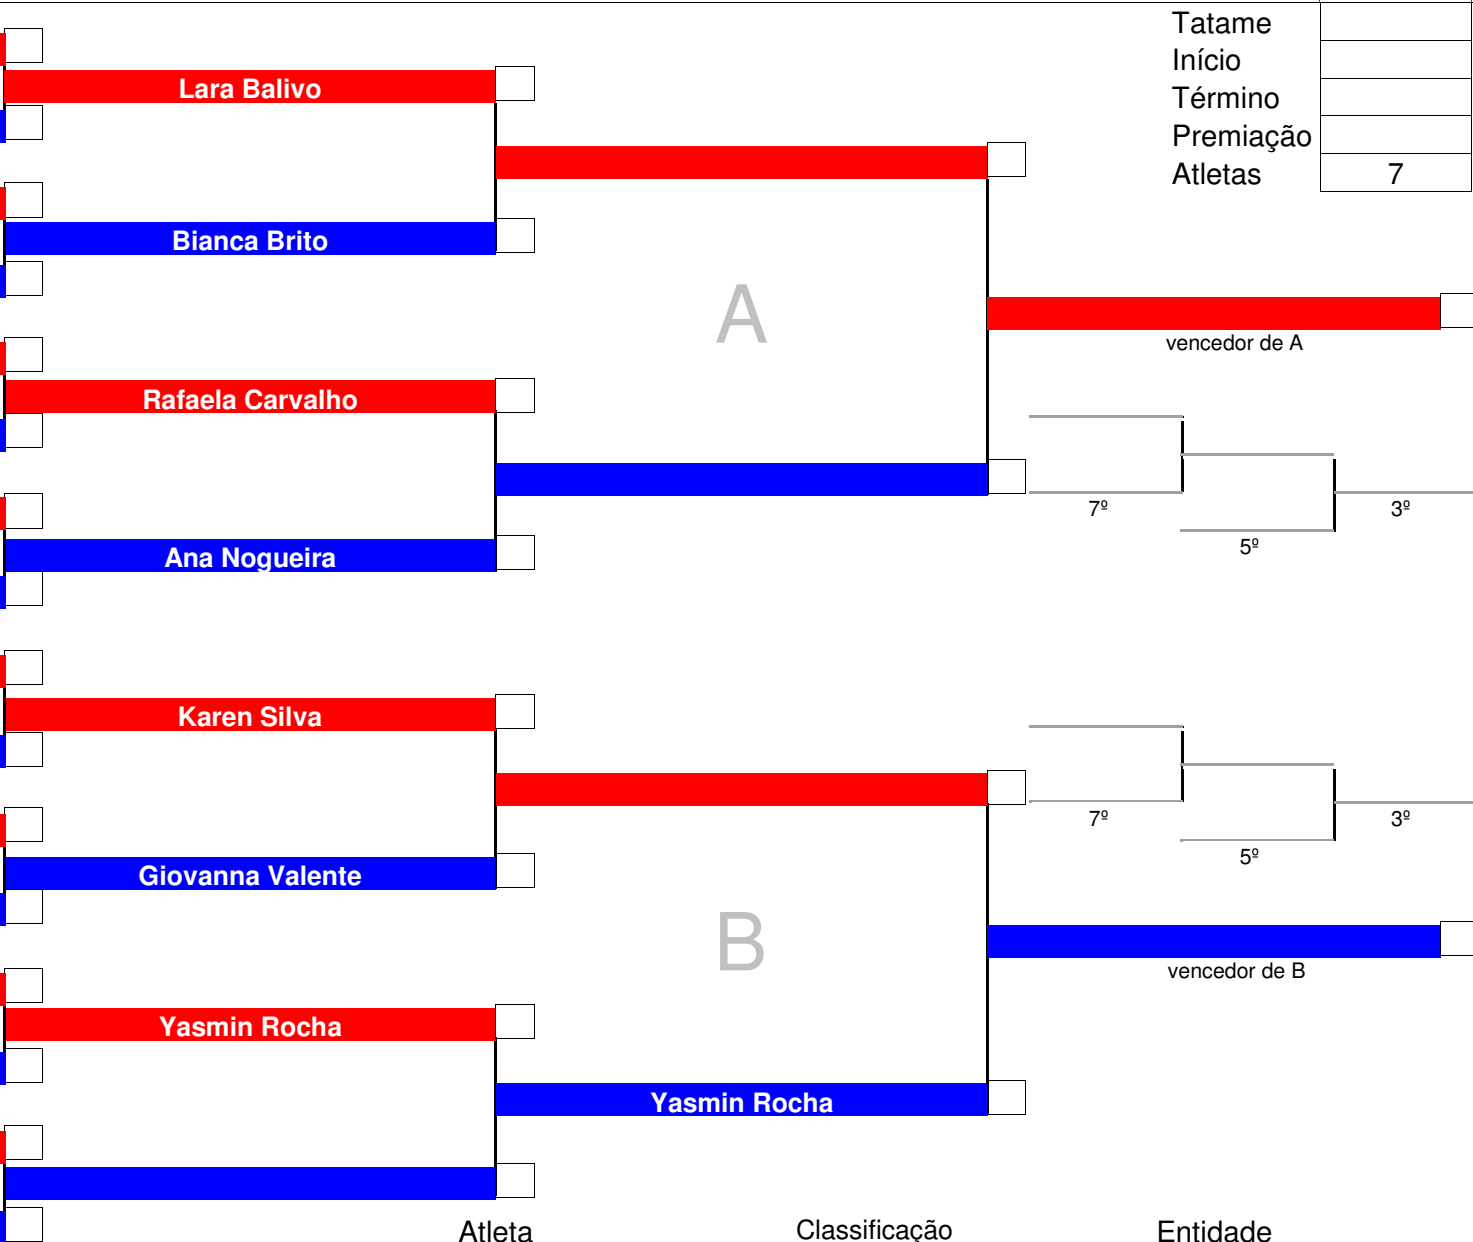 Tatame
Início
Término
Premiação
Atletas 7
Lara Balivo
Bianca Brito
A
vencedor de A
Rafaela Carvalho
7º
3º
5º
Ana Nogueira
Karen Silva
7º
3º
5º
Giovanna Valente
B
vencedor de B
Yasmin Rocha
Yasmin Rocha
Atleta Classificação Entidade